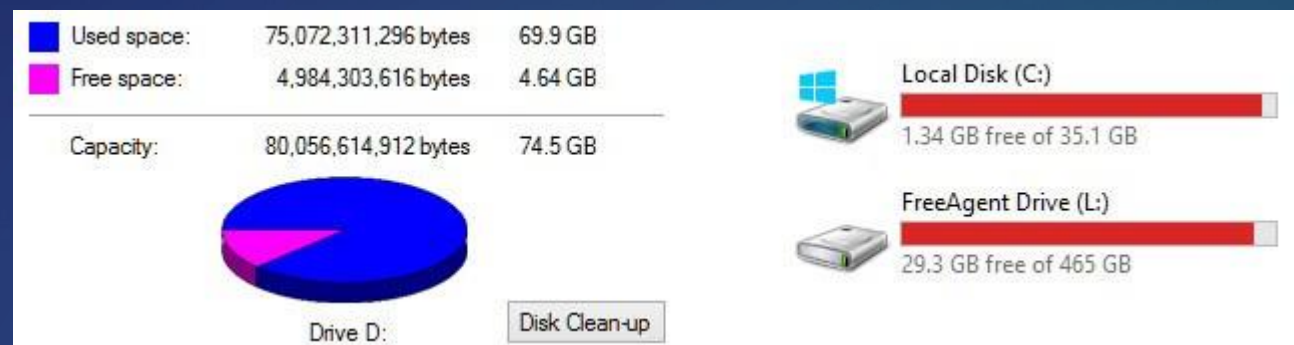 Used space: 75,072,311,296 bytes 69.9 GB
Free space: 4,984,303,616 bytes 4.64 GB
Capacity: 80,056,614,912 bytes 74.5 GB
Drive D:
Disk Clean-up
Local Disk (C:)
1.34 GB free of 35.1 GB
FreeAgent Drive (L:)
29.3 GB free of 465 GB